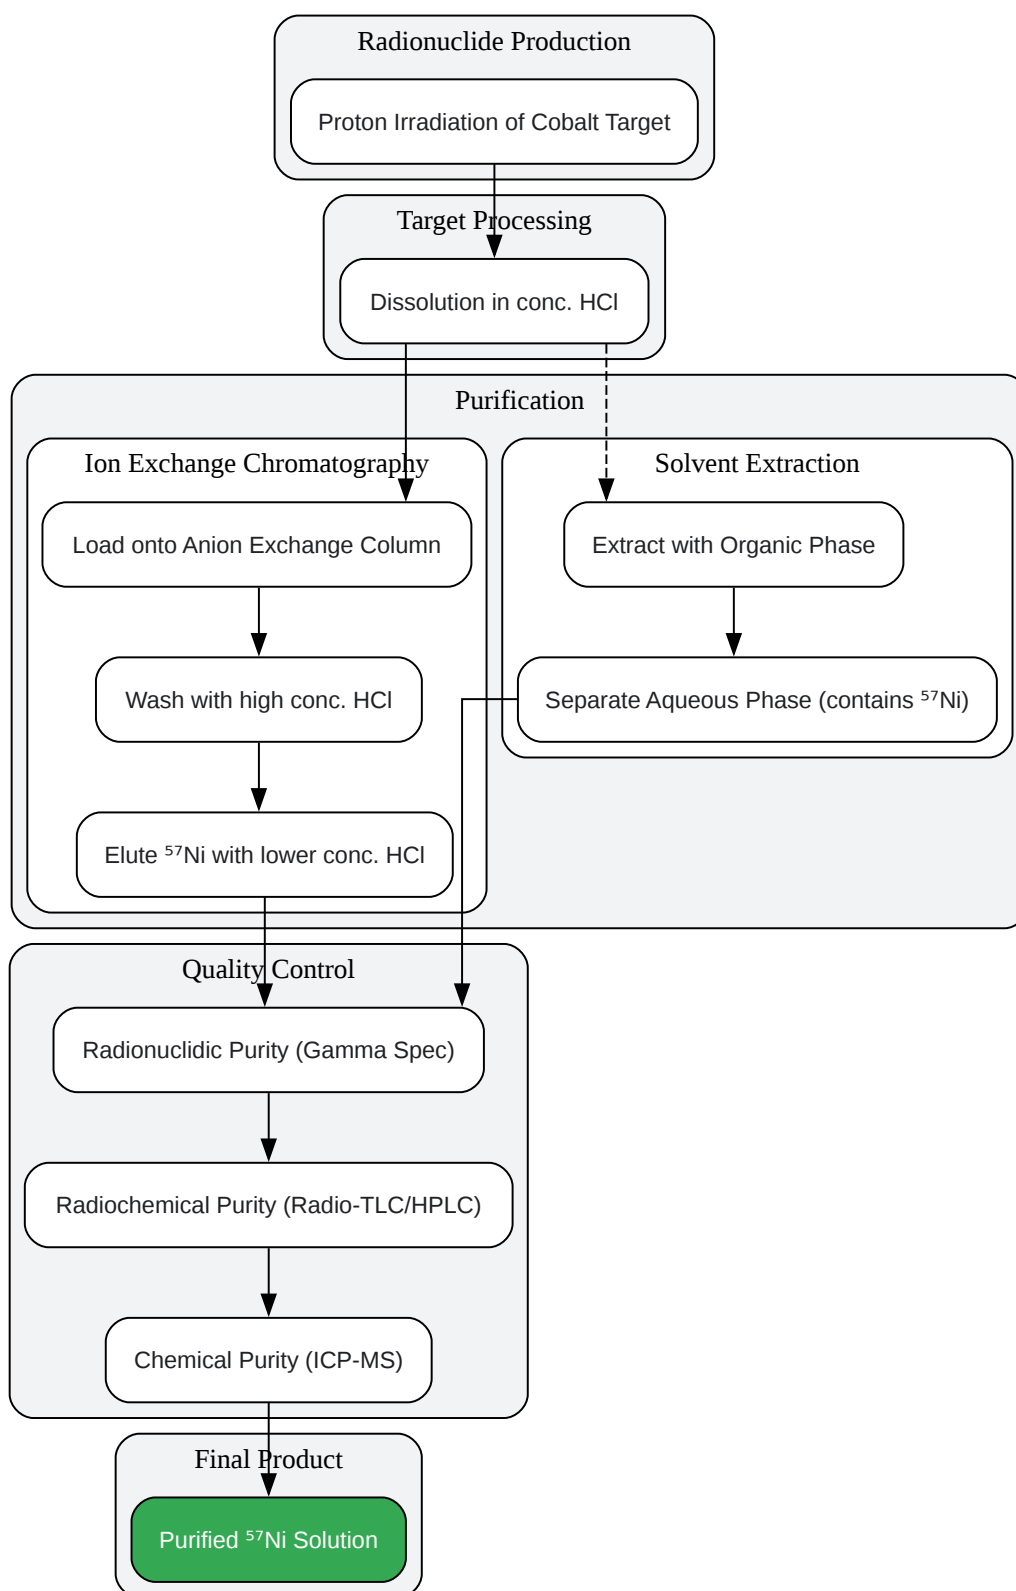 Radionuclide Production
Proton Irradiation of Cobalt Target
Target Processing
Dissolution in conc. HCl
Purification
Ion Exchange Chromatography
Load onto Anion Exchange Column
Wash with high conc. HCl
Elute ⁵⁷Ni with lower conc. HCl
Solvent Extraction
Extract with Organic Phase
Separate Aqueous Phase (contains ⁵⁷Ni)
Quality Control
Radionuclidic Purity (Gamma Spec)
Radiochemical Purity (Radio-TLC/HPLC)
Chemical Purity (ICP-MS)
Final Product
Purified ⁵⁷Ni Solution